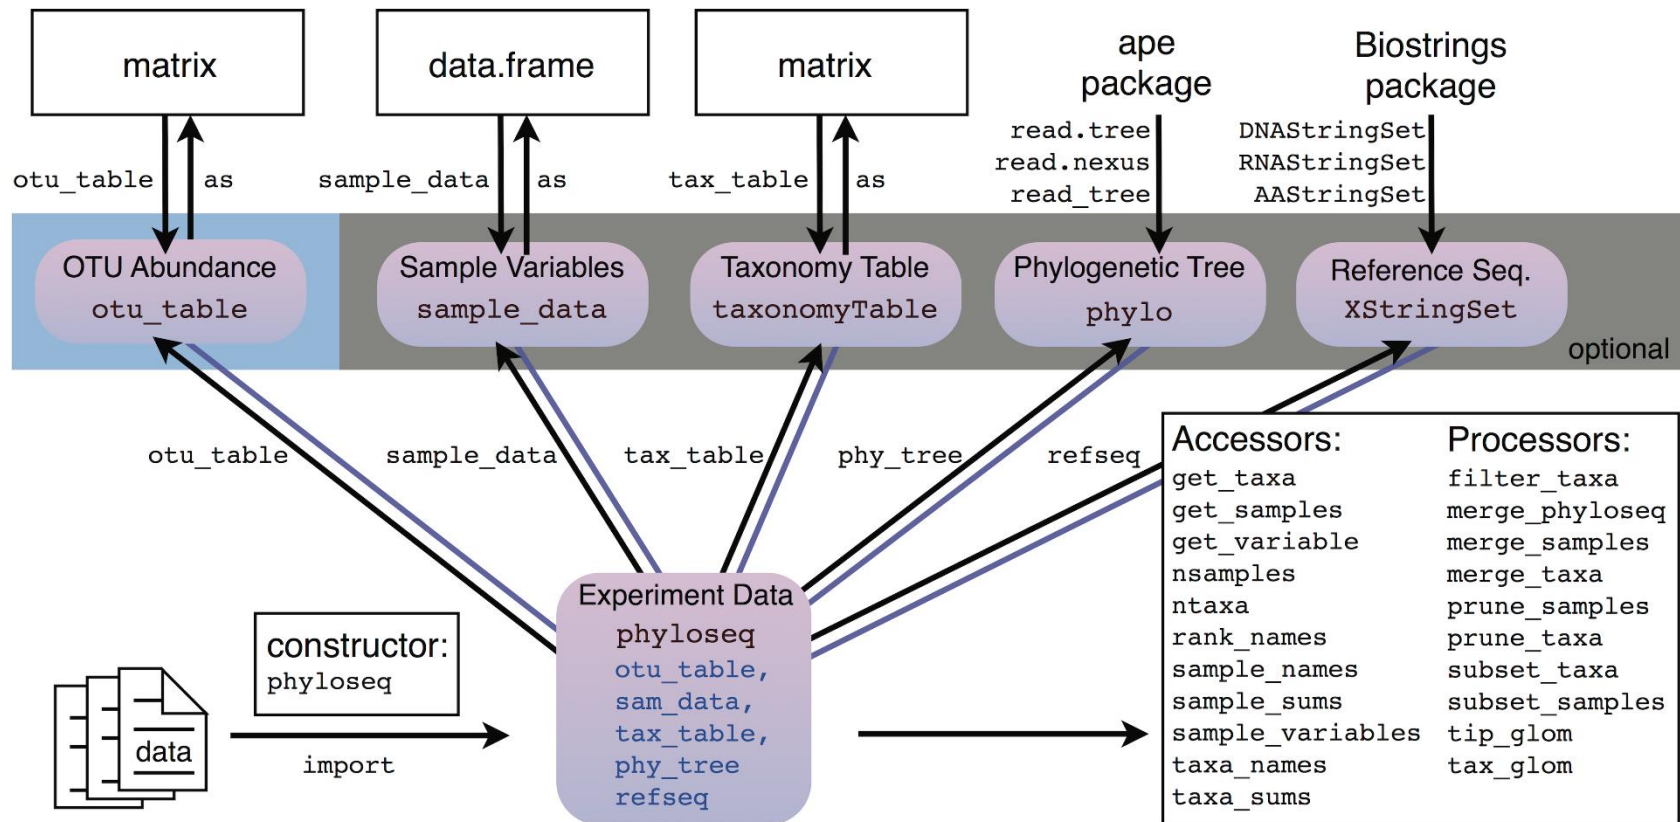 matrix
data.frame
matrix
ape
package
Biostrings
package
otu_table
as
sample_data
as
tax_table
as
read.tree
read.nexus
read_tree
DNAStringSet
RNAStringSet
AAStringSet
OTU Abundance
otu_table
Sample Variables
sample_data
Taxonomy Table
taxonomyTable
Phylogenetic Tree
phylo
Reference Seq.
XStringSet
optional
otu_table
sample_data
tax_table
phy_tree
refseq
data
constructor:
phyloseq
import
Experiment Data
phyloseq
otu_table,
sam_data,
tax_table,
phy_tree
refseq
Accessors:
get_taxa
get_samples
get_variable
nsamples
ntaxa
rank_names
sample_names
sample_sums
sample_variables
taxa_names
taxa_sums
Processors:
filter_taxa
merge_phyloseq
merge_samples
merge_taxa
prune_samples
prune_taxa
subset_taxa
subset_samples
tip_glom
tax_glom